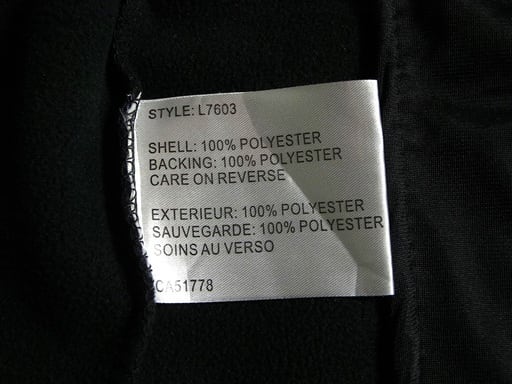 STYLE: L7603
SHELL: 100% POLYESTER
BACKING: 100% POLYESTER
CARE ON REVERSE
EXTERIEUR: 100% POLYESTER
SAUVEGARDE: 100% POLYESTER
SOINS AU VERSO
CA51778